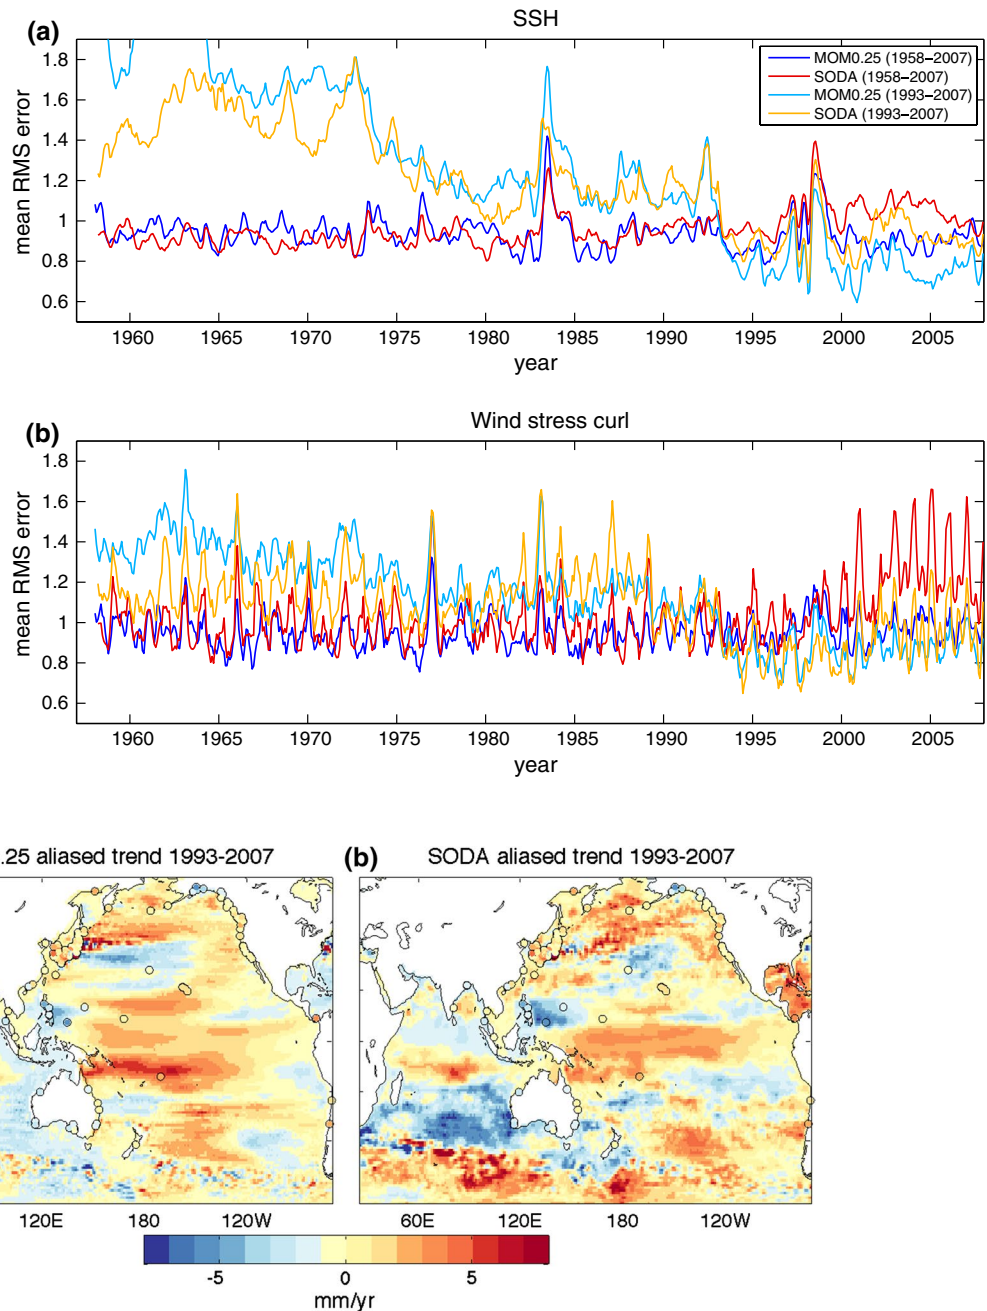 (a)
SSH
1.8
1.6
1.4
1.2
1
0.8
0.6
mean RMS error
MOM0.25 (1958−2007)
SODA (1958−2007)
MOM0.25 (1993−2007)
SODA (1993−2007)
1960 1965 1970 1975 1980 1985 1990 1995 2000 2005
year
(b)
Wind stress curl
1.8
1.6
1.4
1.2
1
0.8
0.6
mean RMS error
1960 1965 1970 1975 1980 1985 1990 1995 2000 2005
year
.25 aliased trend 1993-2007
(b) SODA aliased trend 1993-2007
120E 180 120W
60E 120E 180 120W
-5 0 5
mm/yr